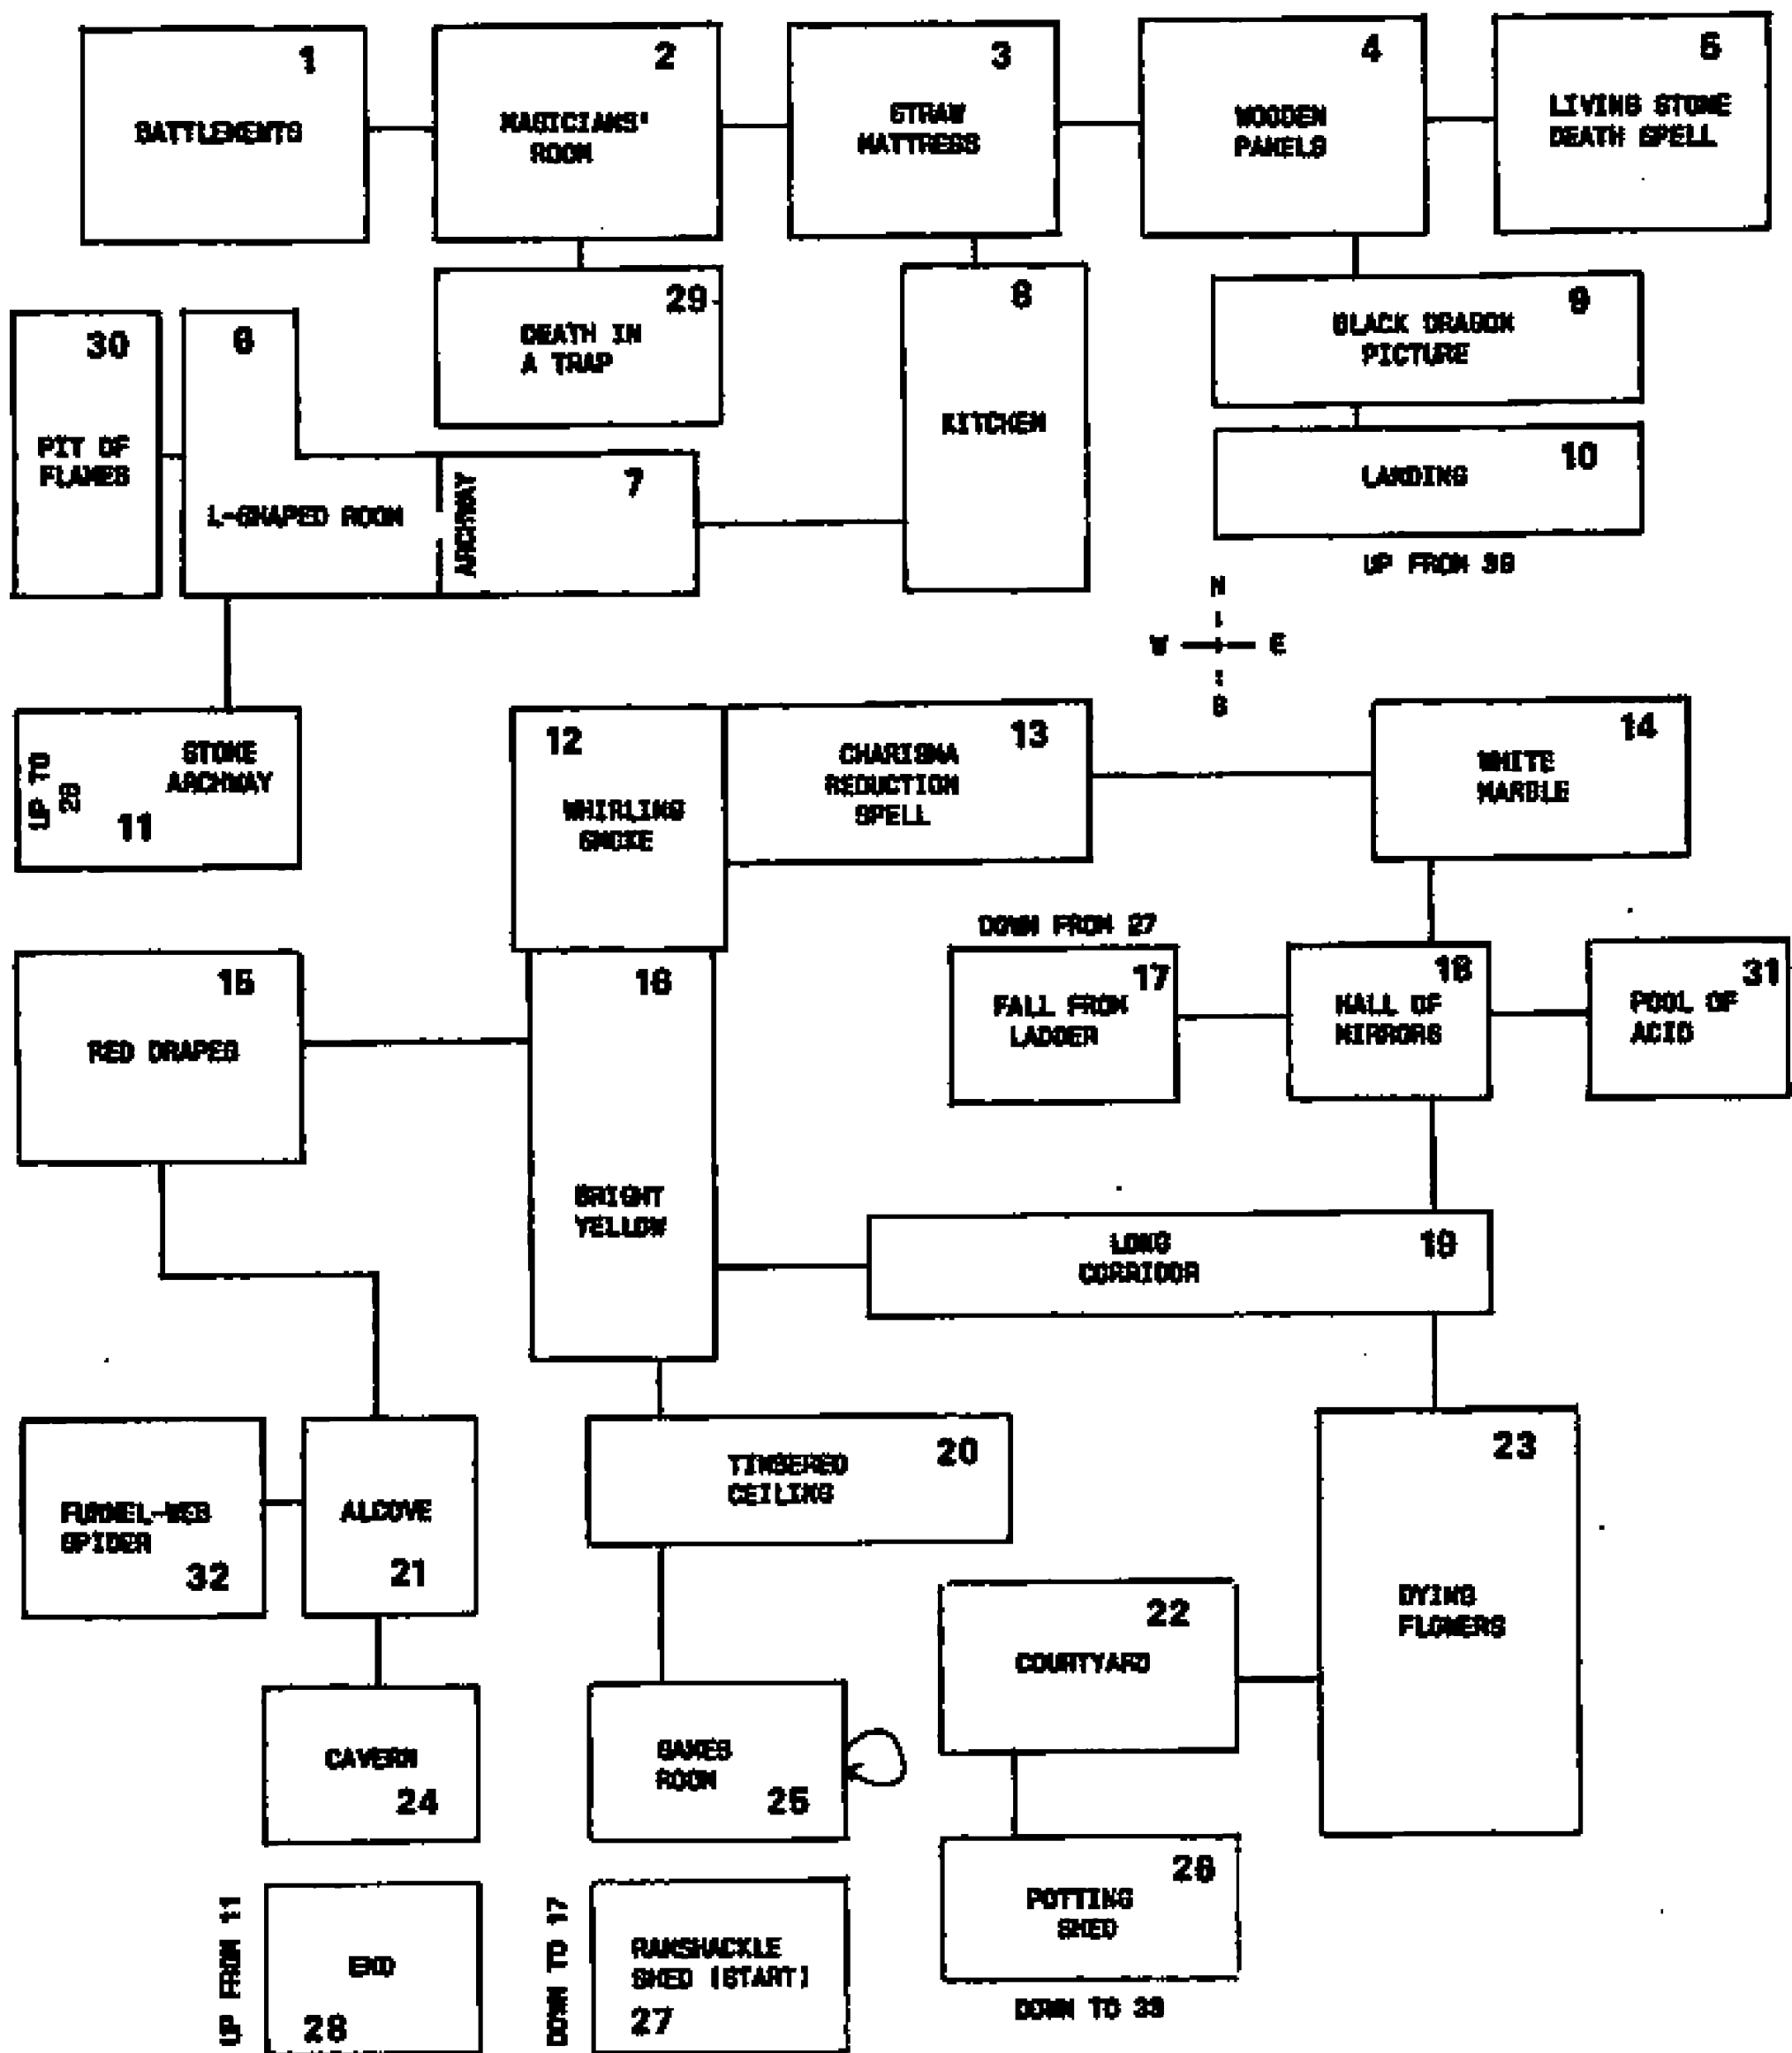 1
BATTLEMENTS
2
MAGICIANS'
ROOM
3
STRAW
MATTRESS
4
WOODEN
PANELS
5
LIVING STONE
DEATH SPELL
30
PIT OF
FLAMES
6
L-SHAPED ROOM
29
DEATH IN
A TRAP
ARCHWAY
7
8
KITCHEN
9
BLACK DRAGON
PICTURE
10
LANDING
UP FROM 39
N
W
E
S
UP TO
28
STONE
ARCHWAY
11
12
WHIRLING
SMOKE
13
CHARISMA
REDUCTION
SPELL
14
WHITE
MARBLE
15
RED DRAPES
16
BRIGHT
YELLOW
DOWN FROM 27
17
FALL FROM
LADDER
18
HALL OF
MIRRORS
31
POOL OF
ACID
19
LONG
CORRIDOR
20
TIMBERED
CEILING
FUNNEL-WEB
SPIDER
32
ALCOVE
21
22
COURTYARD
23
DYING
FLOWERS
CAVERN
24
GAMES
ROOM
25
26
POTTING
SHED
DOWN TO 39
UP FROM 11
END
28
DOWN TO 17
RAMSHACKLE
SHED (START)
27